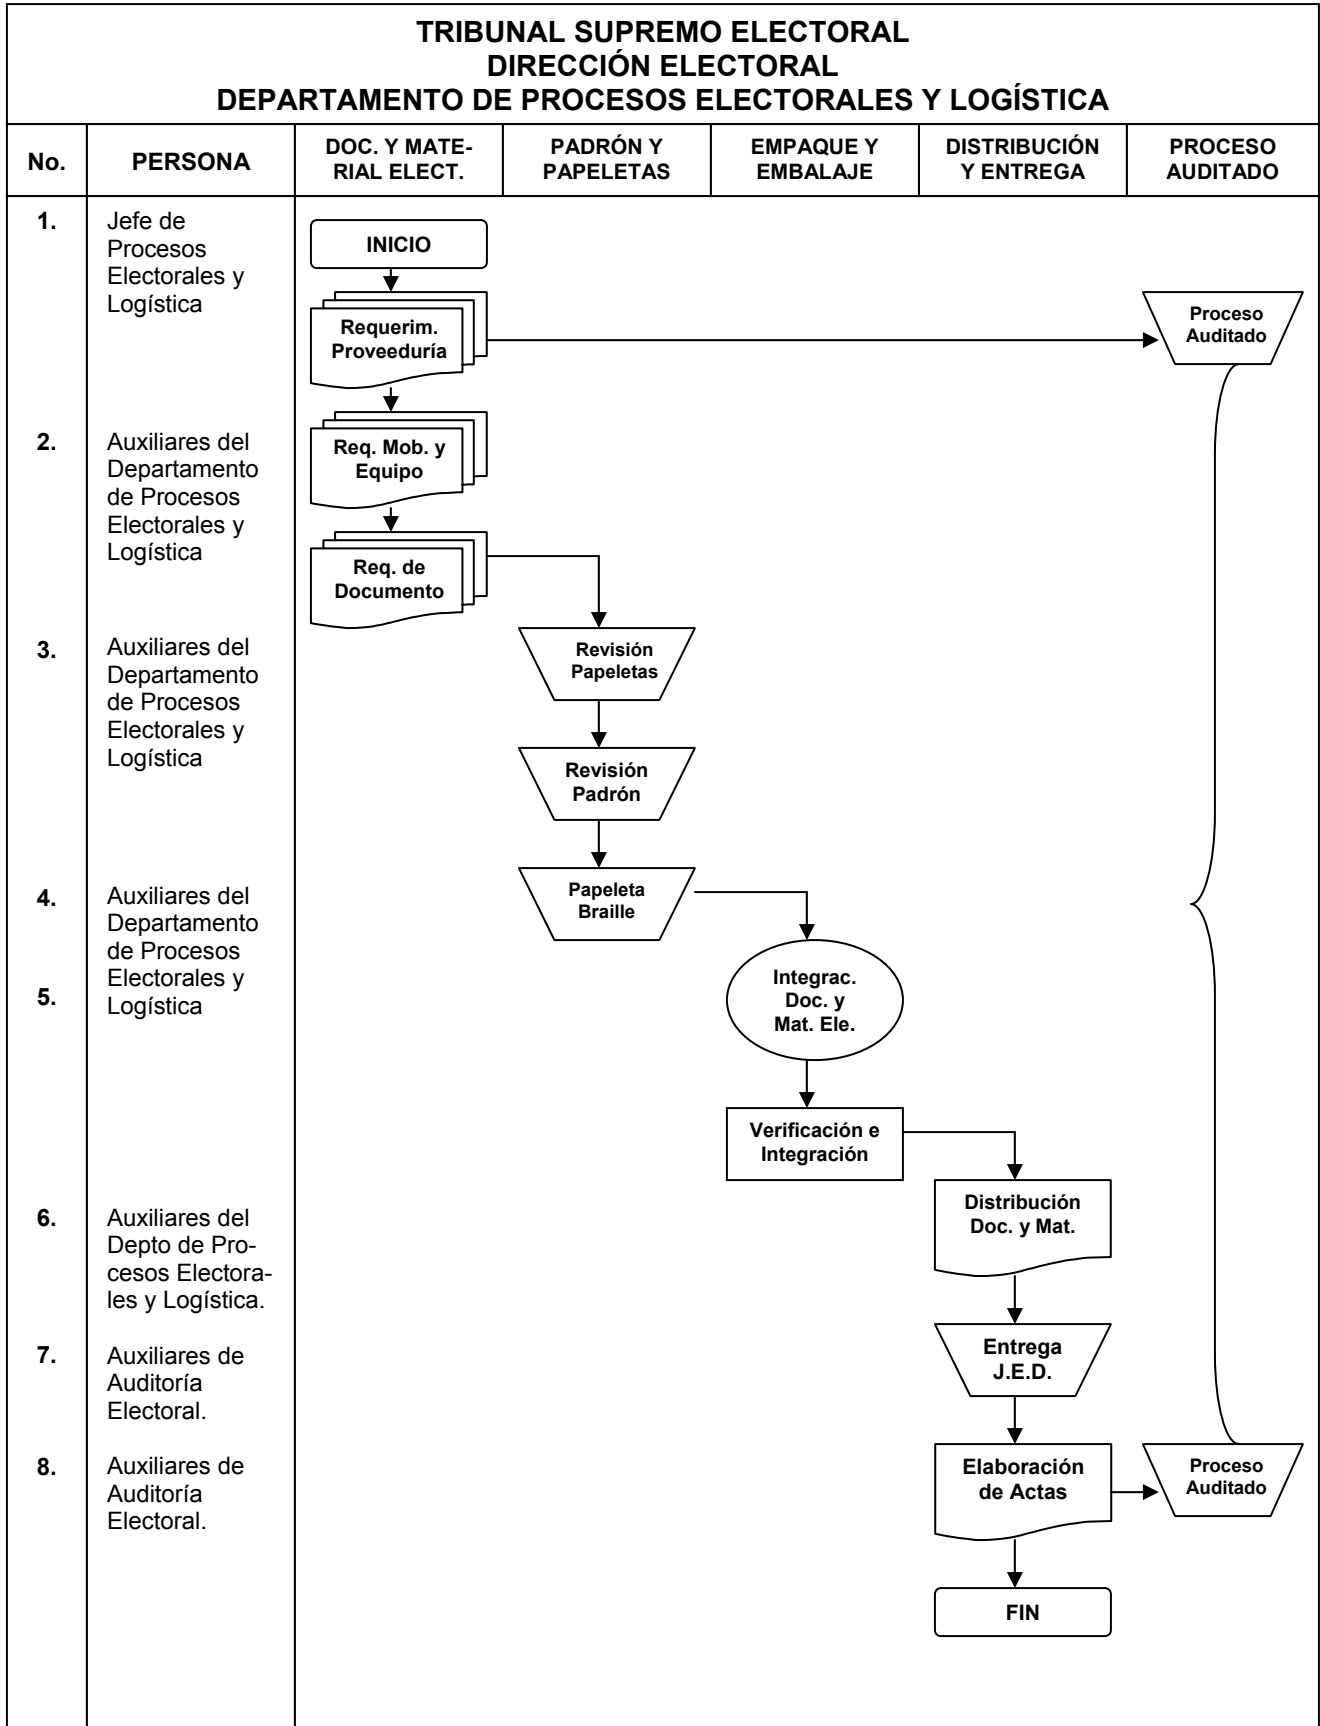 TRIBUNAL SUPREMO ELECTORAL
DIRECCIÓN ELECTORAL
DEPARTAMENTO DE PROCESOS ELECTORALES Y LOGÍSTICA
No.
PERSONA
DOC. Y MATE-
RIAL ELECT.
PADRÓN Y
PAPELETAS
EMPAQUE Y
EMBALAJE
DISTRIBUCIÓN
Y ENTREGA
PROCESO
AUDITADO
1.
Jefe de
Procesos
Electorales y
Logística
INICIO
Requerim.
Proveeduría
Proceso
Auditado
2.
Auxiliares del
Departamento
de Procesos
Electorales y
Logística
Req. Mob. y
Equipo
Req. de
Documento
3.
Auxiliares del
Departamento
de Procesos
Electorales y
Logística
Revisión
Papeletas
Revisión
Padrón
4.
Auxiliares del
Departamento
de Procesos
Electorales y
Logística
Papeleta
Braille
5.
Integrac.
Doc. y
Mat. Ele.
Verificación e
Integración
6.
Auxiliares del
Depto de Pro-
cesos Electora-
les y Logística.
Distribución
Doc. y Mat.
7.
Auxiliares de
Auditoría
Electoral.
Entrega
J.E.D.
8.
Auxiliares de
Auditoría
Electoral.
Elaboración
de Actas
Proceso
Auditado
FIN